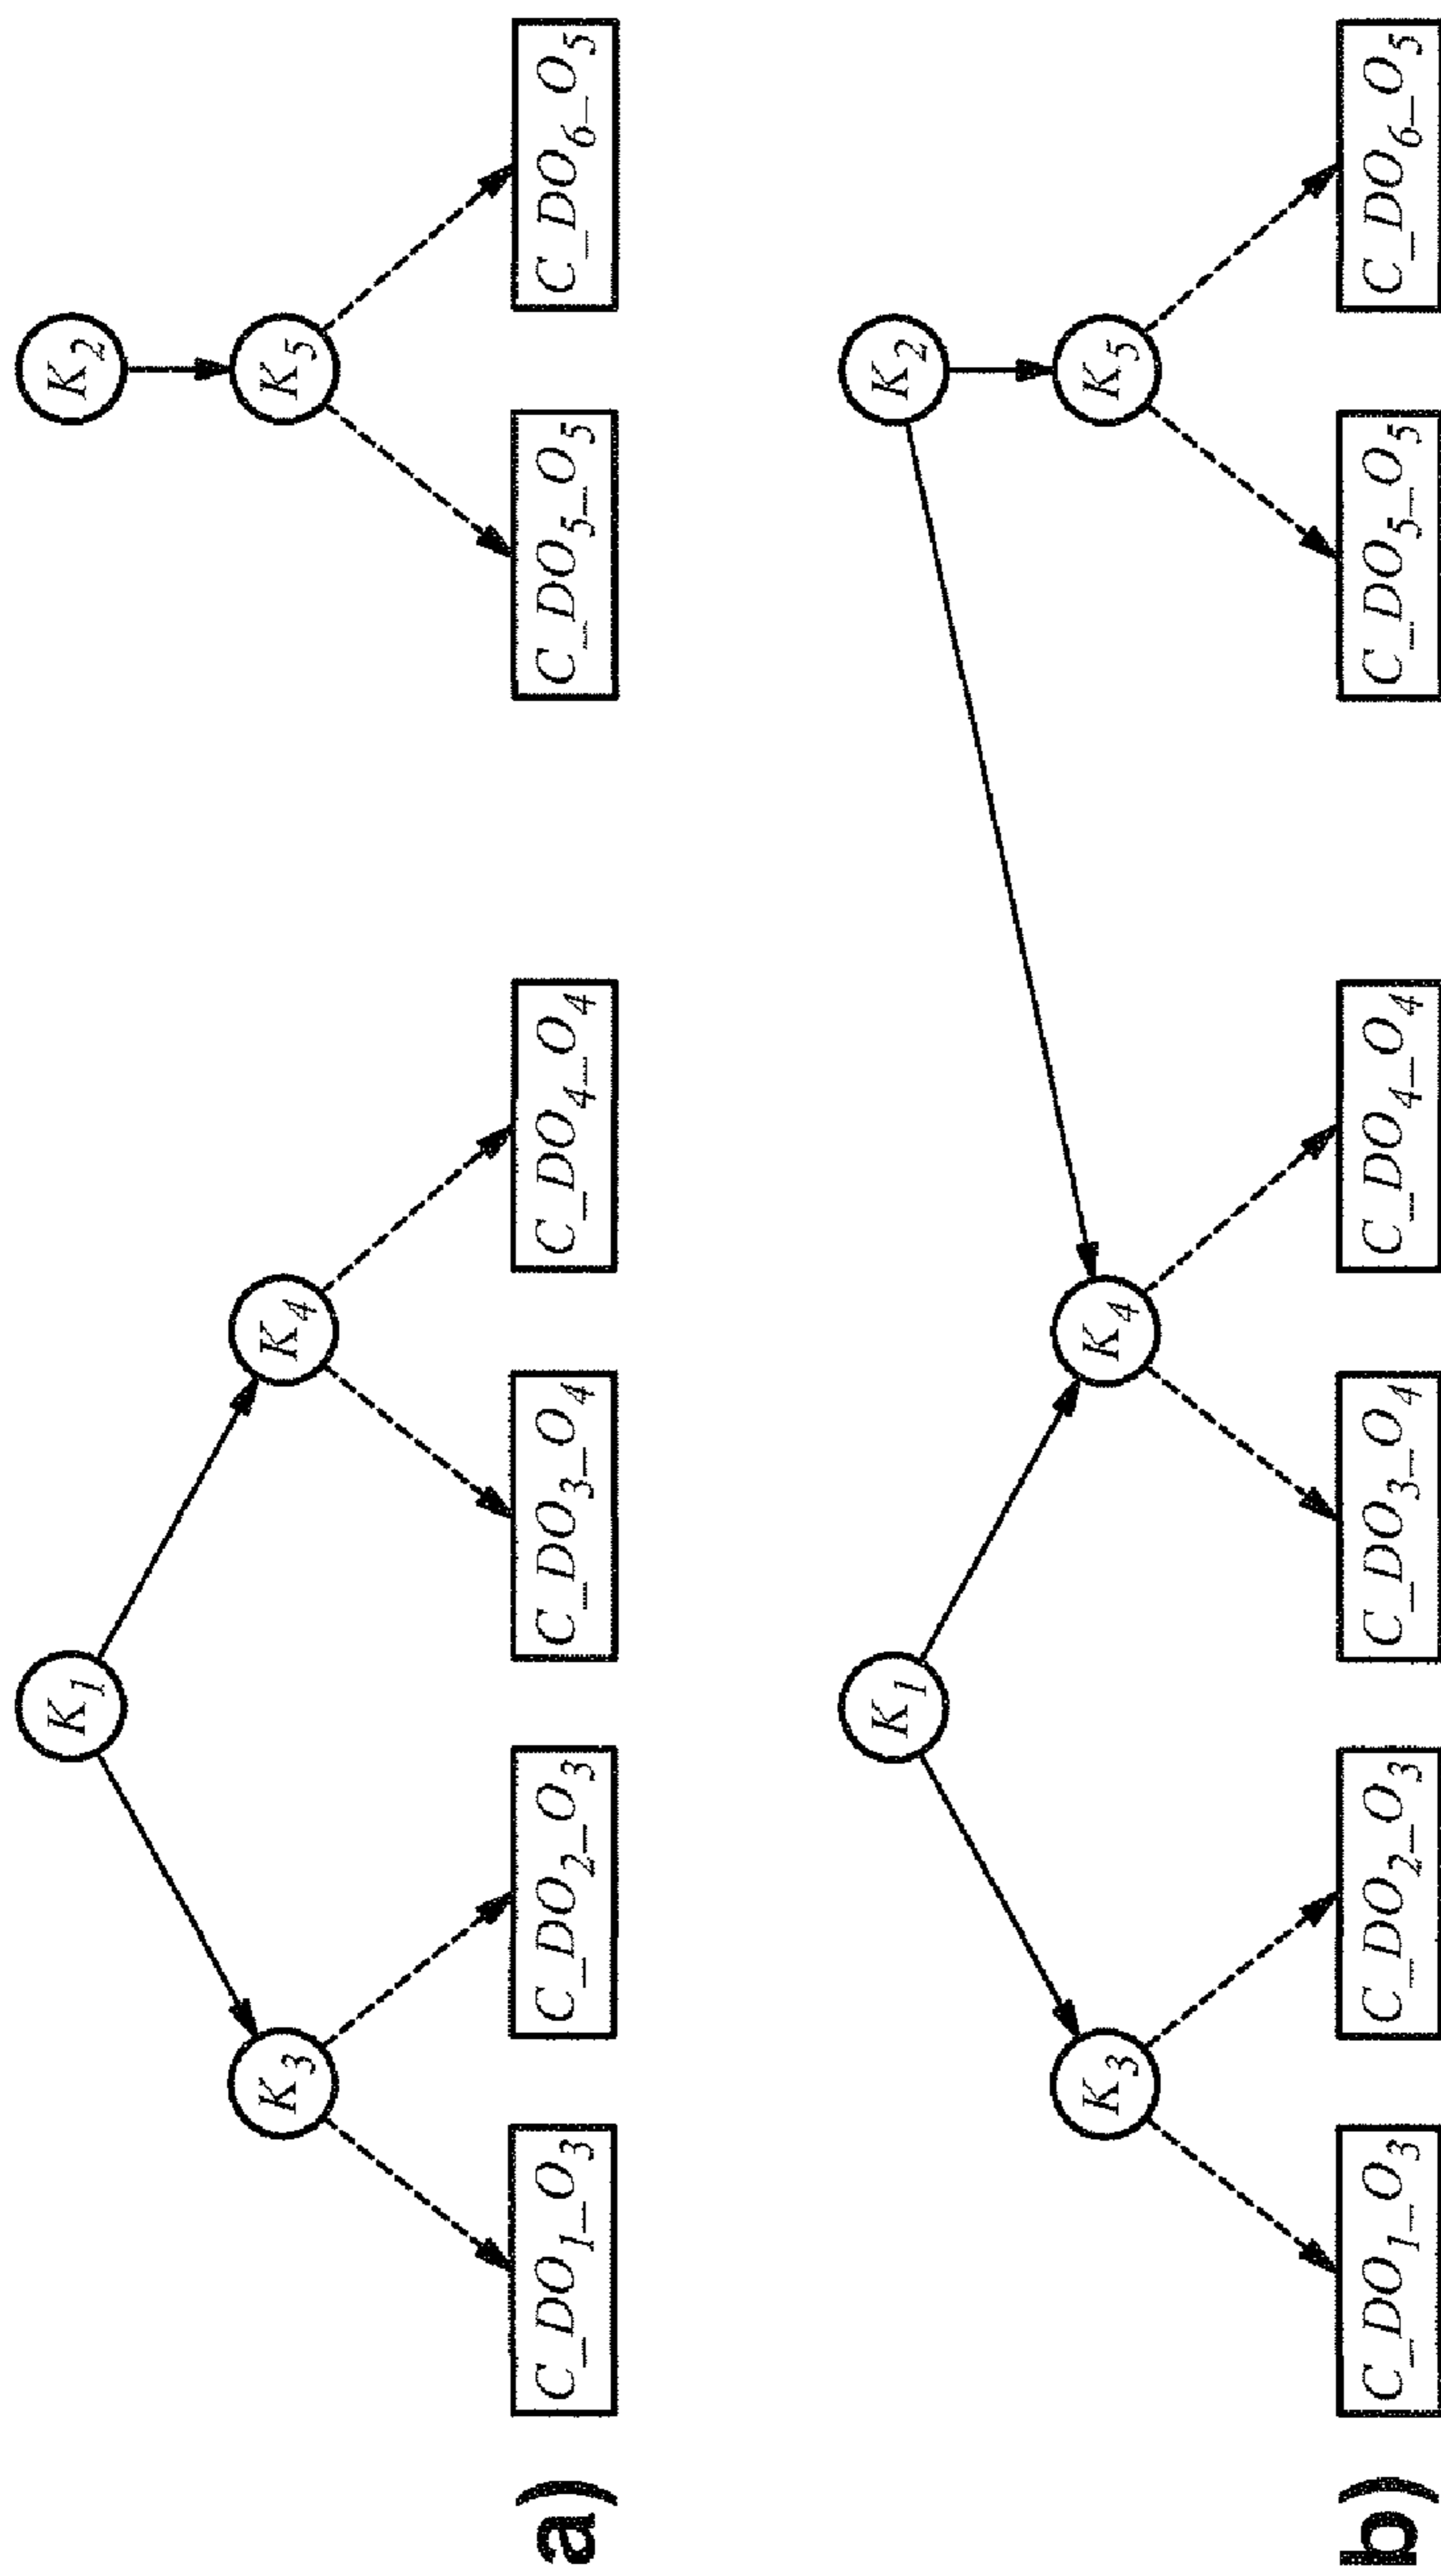 K1 K2
K3 K4 K5
a) C_DO1_O3 C_DO2_O3 C_DO3_O4 C_DO4_O4 C_DO5_O5 C_DO6_O5
K1 K2
K3 K4 K5
b) C_DO1_O3 C_DO2_O3 C_DO3_O4 C_DO4_O4 C_DO5_O5 C_DO6_O5